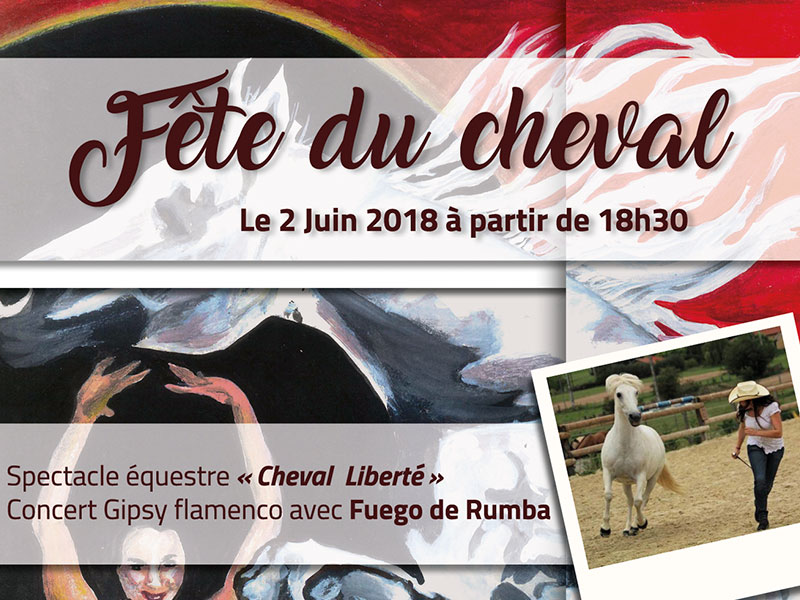 Fête du cheval
Le 2 Juin 2018 à partir de 18h30
Spectacle équestre « Cheval Liberté »
Concert Gipsy flamenco avec Fuego de Rumba